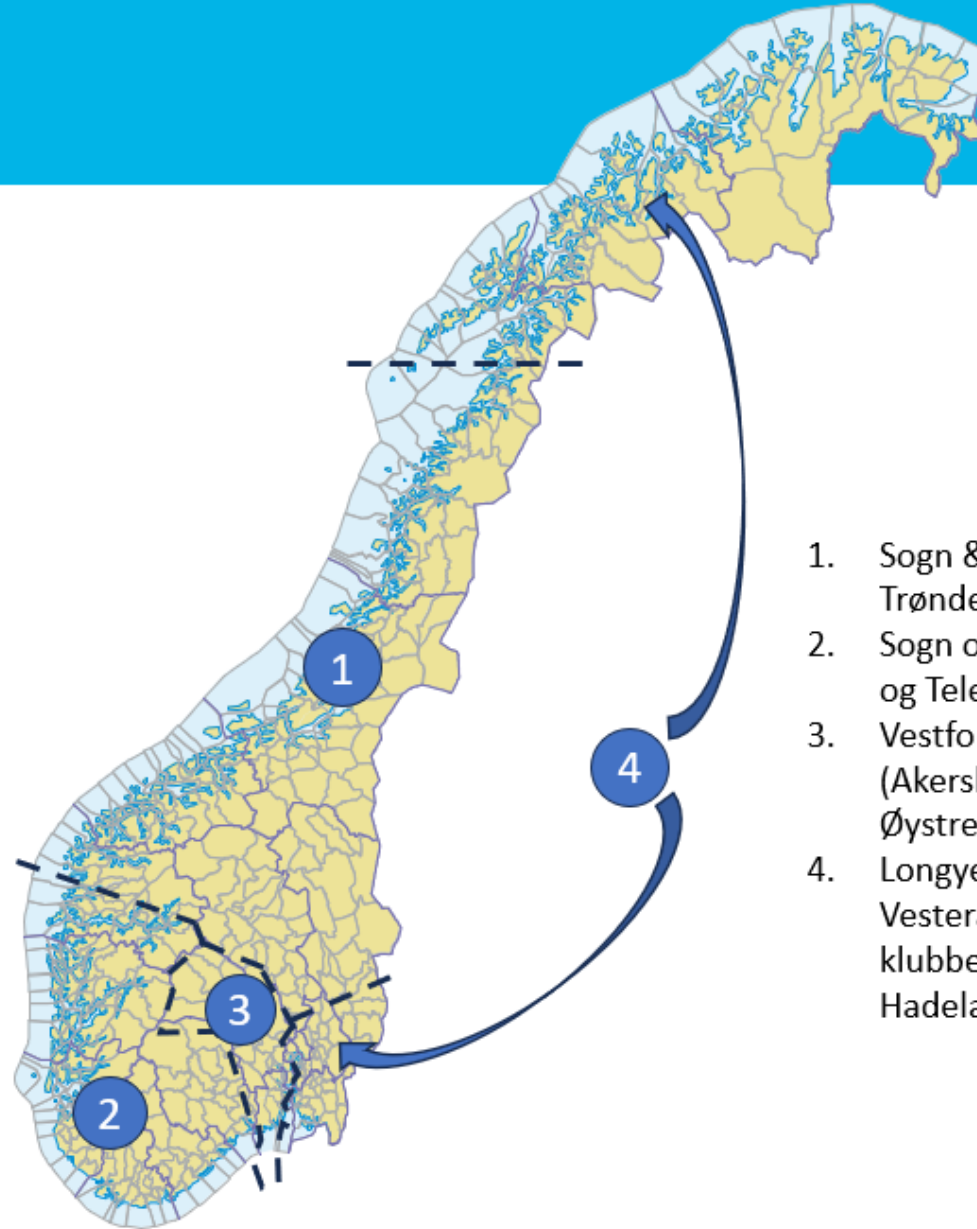 1
2
3
4
1. Sogn &
Trønde
2. Sogn o
og Tele
3. Vestfo
(Akersh
Øystre
4. Longye
Vestera
klubbe
Hadela